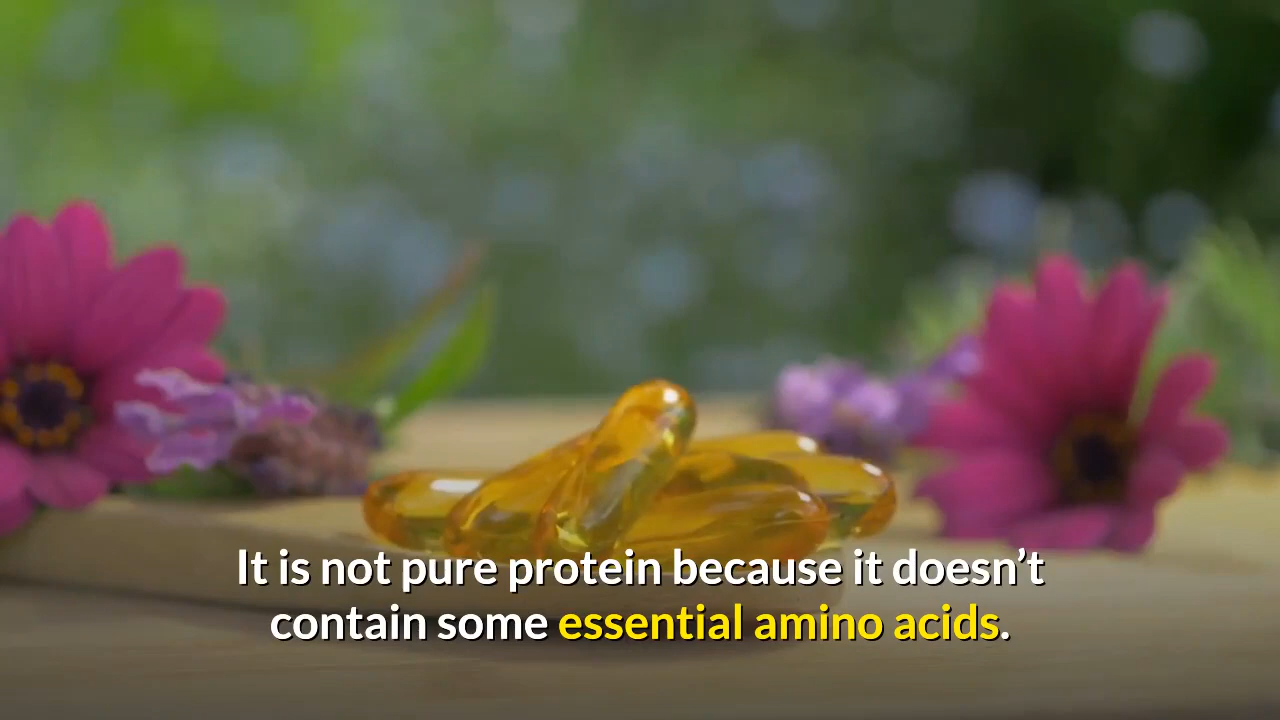 It is not pure protein because it doesn’t
contain some essential amino acids.